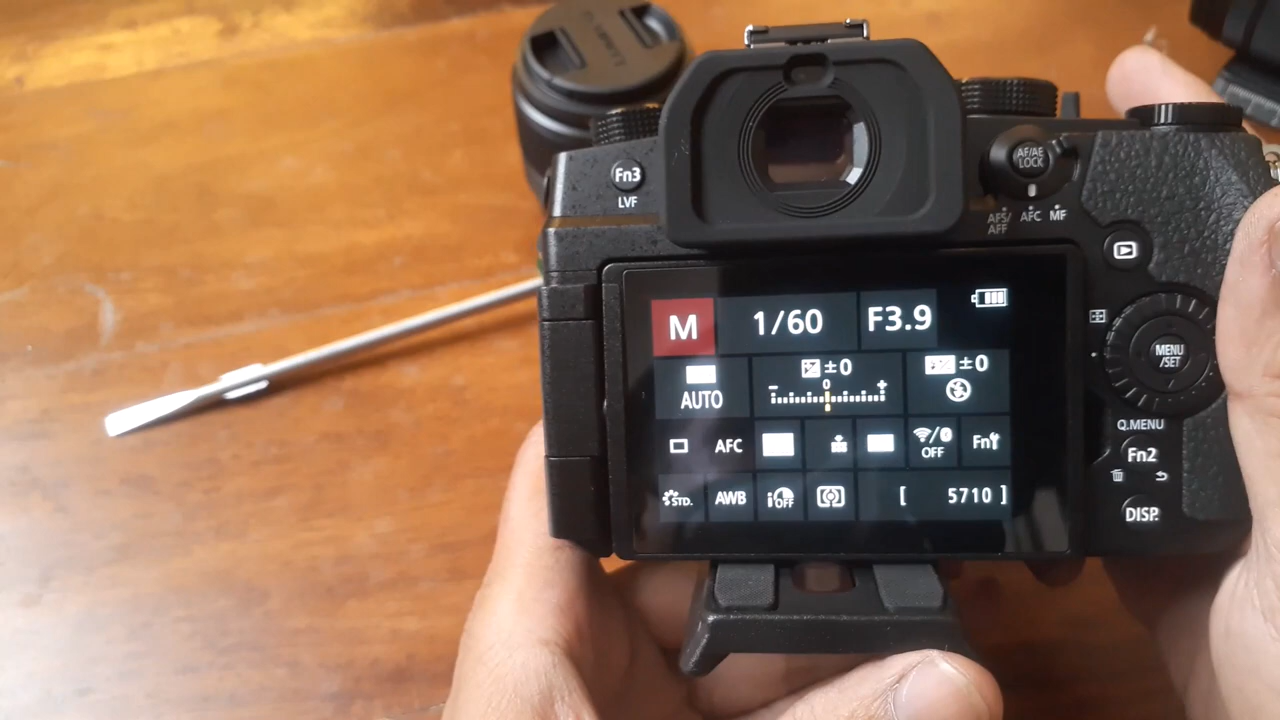 LUMIX
Fn3
LVF
AF/AE
LOCK
AFS/
AFF
AFC
MF
M
1/60
F3.9
AUTO
±0
- 0 +
±0
MENU
/SET
Q.MENU
Fn2
DISP.
AFC
OFF
Fn
STD.
AWB
i OFF
[ 5710 ]